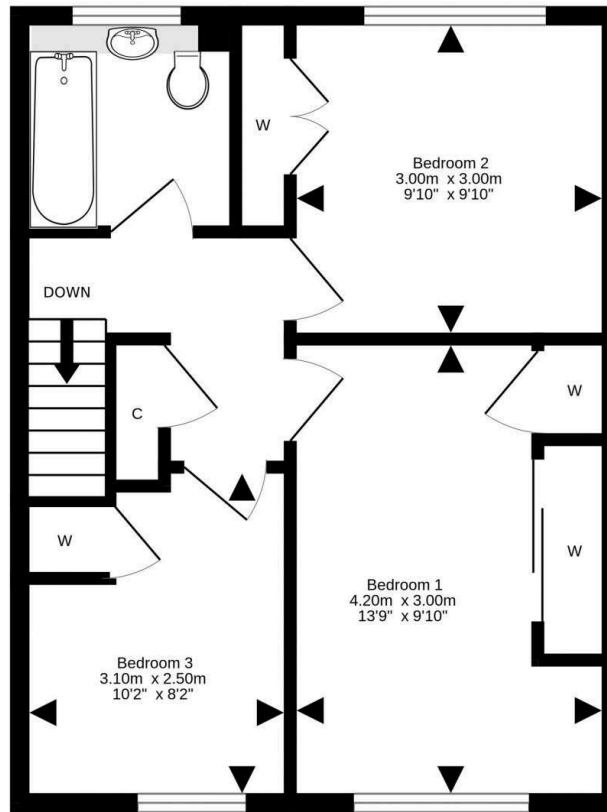 W
Bedroom 2
3.00m x 3.00m
9'10" x 9'10"
DOWN
C
W
W
W
Bedroom 1
4.20m x 3.00m
13'9" x 9'10"
Bedroom 3
3.10m x 2.50m
10'2" x 8'2"